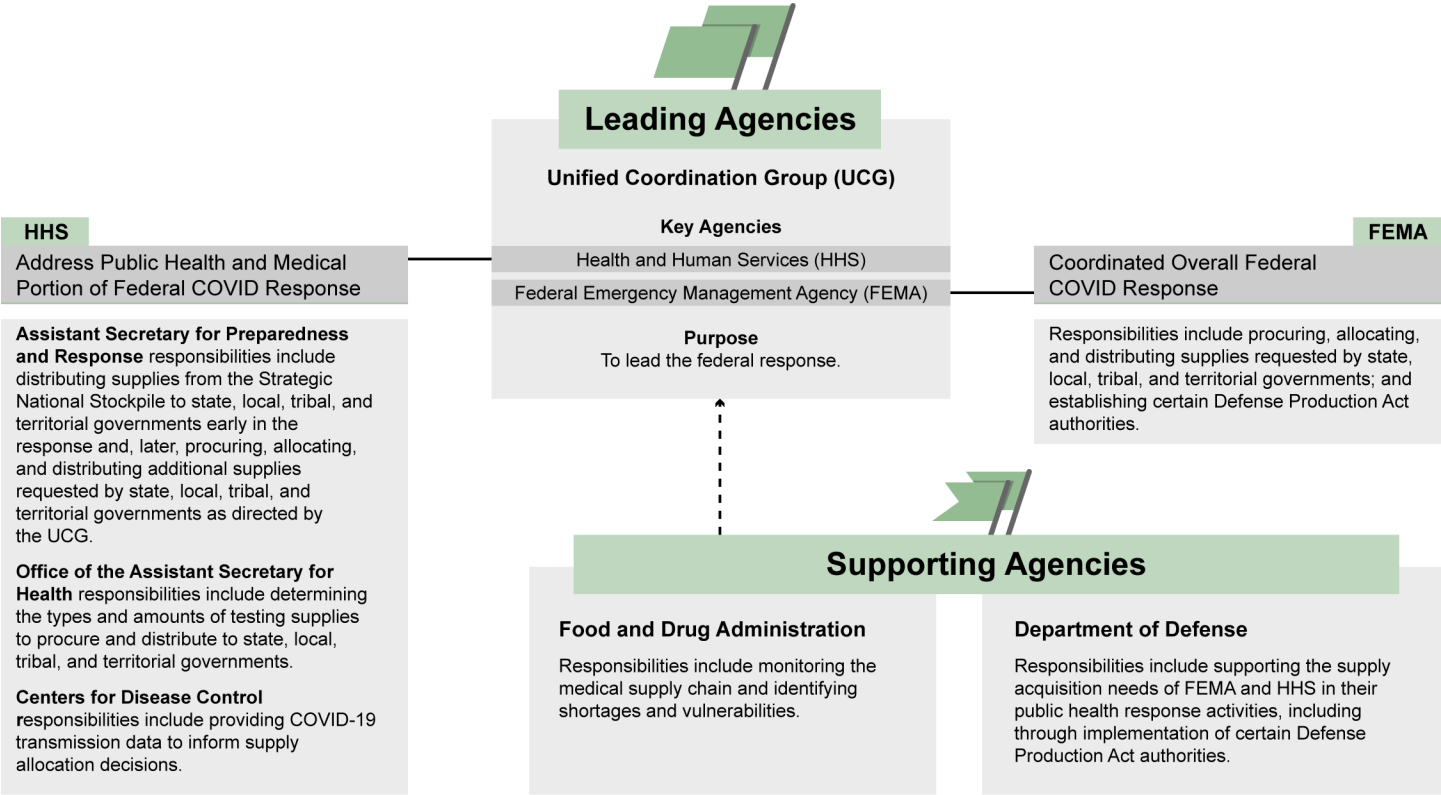 Leading Agencies
Unified Coordination Group (UCG)
Key Agencies
Health and Human Services (HHS)
Federal Emergency Management Agency (FEMA)
Purpose
To lead the federal response.
HHS
Address Public Health and Medical
Portion of Federal COVID Response
Assistant Secretary for Preparedness
and Response responsibilities include
distributing supplies from the Strategic
National Stockpile to state, local, tribal, and
territorial governments early in the
response and, later, procuring, allocating,
and distributing additional supplies
requested by state, local, tribal, and
territorial governments as directed by
the UCG.
Office of the Assistant Secretary for
Health responsibilities include determining
the types and amounts of testing supplies
to procure and distribute to state, local,
tribal, and territorial governments.
Centers for Disease Control
responsibilities include providing COVID-19
transmission data to inform supply
allocation decisions.
FEMA
Coordinated Overall Federal
COVID Response
Responsibilities include procuring, allocating,
and distributing supplies requested by state,
local, tribal, and territorial governments; and
establishing certain Defense Production Act
authorities.
Supporting Agencies
Food and Drug Administration
Responsibilities include monitoring the
medical supply chain and identifying
shortages and vulnerabilities.
Department of Defense
Responsibilities include supporting the supply
acquisition needs of FEMA and HHS in their
public health response activities, including
through implementation of certain Defense
Production Act authorities.